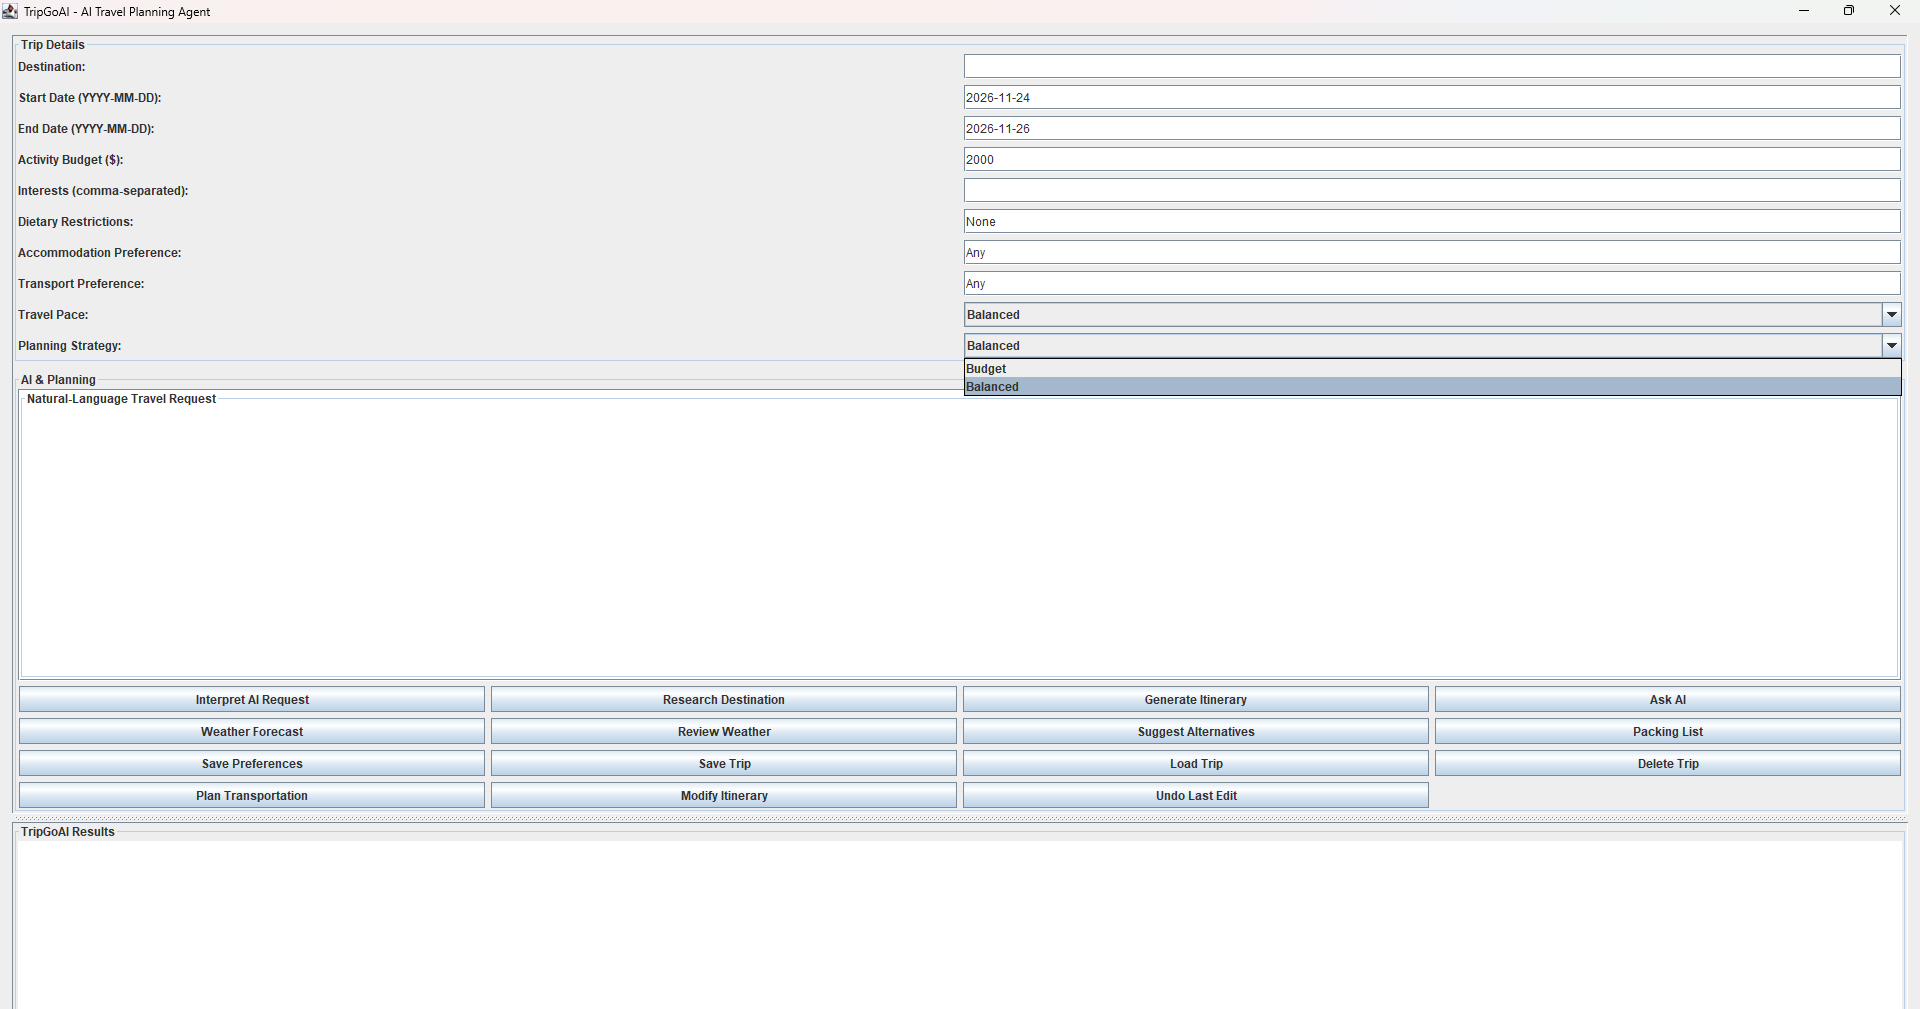 TripGoAI - AI Travel Planning Agent
Trip Details
Destination:
Start Date (YYYY-MM-DD): 2026-11-24
End Date (YYYY-MM-DD): 2026-11-26
Activity Budget ($): 2000
Interests (comma-separated):
Dietary Restrictions: None
Accommodation Preference: Any
Transport Preference: Any
Travel Pace: Balanced
Planning Strategy: Balanced
Budget
Balanced
AI & Planning
Natural-Language Travel Request
Interpret AI Request Research Destination Generate Itinerary Ask AI
Weather Forecast Review Weather Suggest Alternatives Packing List
Save Preferences Save Trip Load Trip Delete Trip
Plan Transportation Modify Itinerary Undo Last Edit
TripGoAI Results